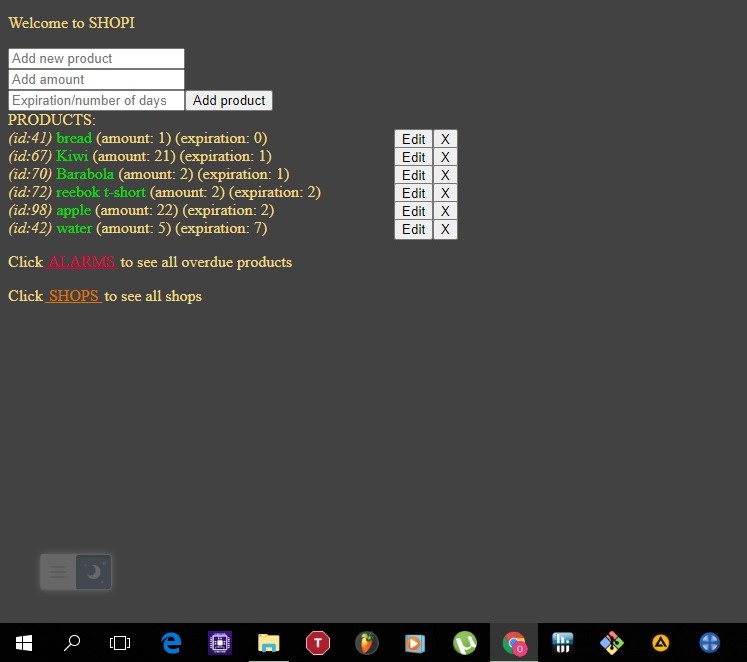 Welcome to SHOPI
Add new product
Add amount
Expiration/number of days Add product
PRODUCTS:
(id:41) bread (amount: 1) (expiration: 0) Edit X
(id:67) Kiwi (amount: 21) (expiration: 1) Edit X
(id:70) Barabola (amount: 2) (expiration: 1) Edit X
(id:72) reebok t-short (amount: 2) (expiration: 2) Edit X
(id:98) apple (amount: 22) (expiration: 2) Edit X
(id:42) water (amount: 5) (expiration: 7) Edit X
Click ALARMS to see all overdue products
Click SHOPS to see all shops
T 0